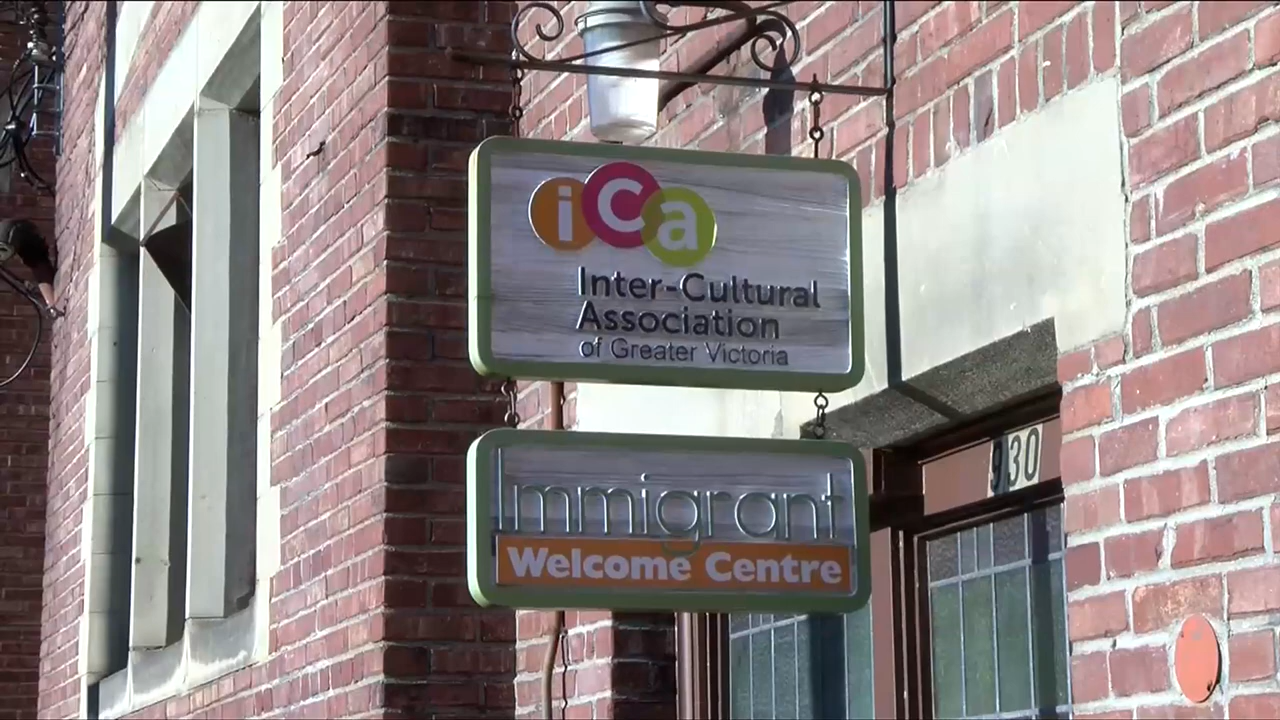 ica
Inter-Cultural
Association
of Greater Victoria
Immigrant
Welcome Centre
930